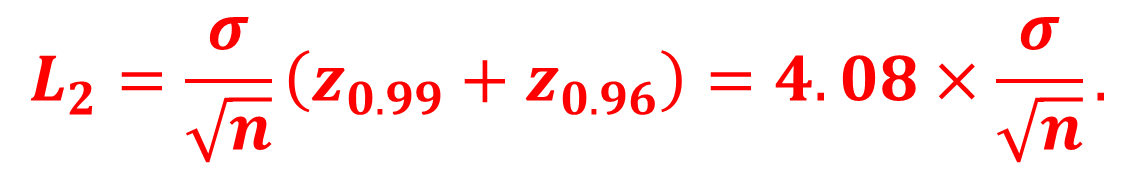 L₂ = σ/√n (z₀.₉₉ + z₀.₉₆) = 4.08 × σ/√n.